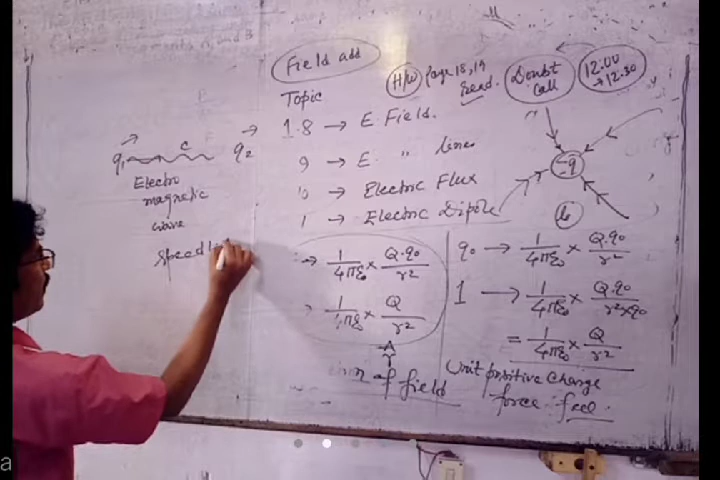 Field add
H/W Page 18,19
Read.
Doubt
Call
12.00
→ 12.30
Topic
1.8 → E Field.
9 → E " lines
10 → Electric Flux
1 → Electric Dipole
q₁ c q₂
Electro
magnetic
wave
Speed
→ 1/4πε₀ × Q·q₀/r²
→ 1/4πε₀ × Q/r²
of field
-q
q₀ → 1/4πε₀ × Q·q₀/r²
1 → 1/4πε₀ × Q·q₀/r²×q₀
= 1/4πε₀ × Q/r²
Unit positive charge
force feel.
a